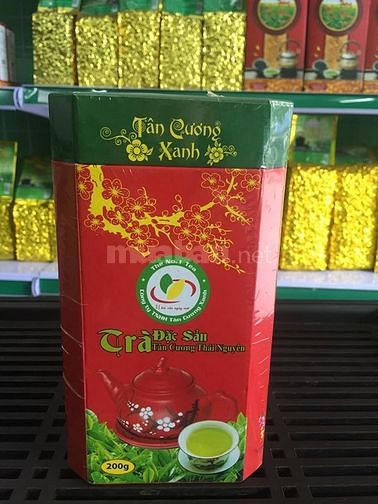 Tân Cương
Xanh
The No.1 Tea
Công ty TNHH Tân Cương Xanh
Trà Đặc Sản
Tân Cương Thái Nguyên
200g